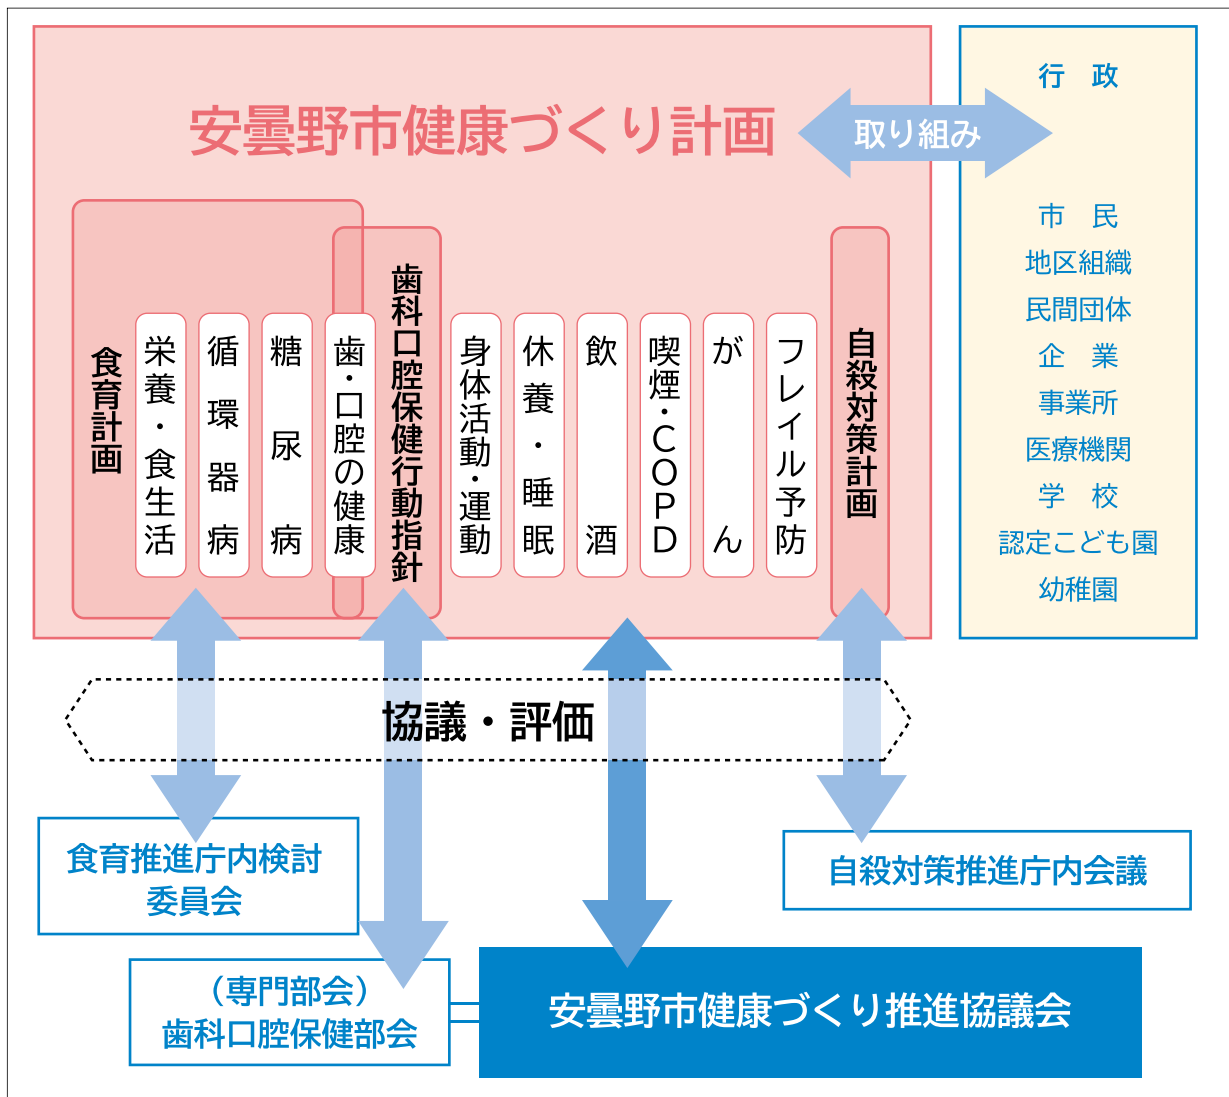 安曇野市健康づくり計画
取り組み
行　政
市　民
地区組織
民間団体
企　業
事業所
医療機関
学　校
認定こども園
幼稚園
食育計画
栄養・食生活
循環器病
糖尿病
歯・口腔の健康
歯科口腔保健行動指針
身体活動・運動
休養・睡眠
飲酒
喫煙・COPD
がん
フレイル予防
自殺対策計画
協議・評価
食育推進庁内検討
委員会
自殺対策推進庁内会議
（専門部会）
歯科口腔保健部会
安曇野市健康づくり推進協議会